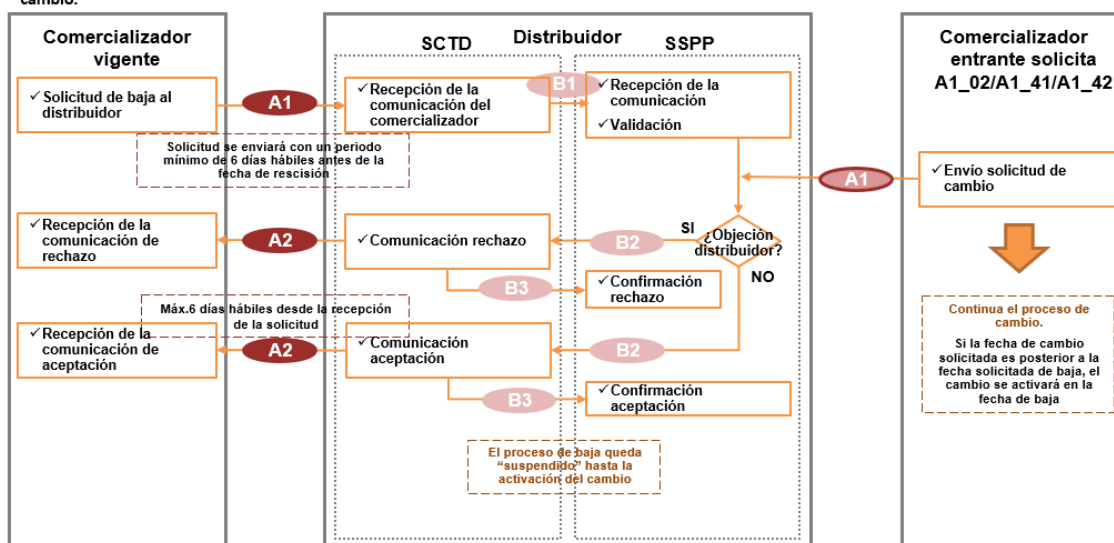 cambio.
Comercializador
vigente
✓Solicitud de baja al
distribuidor
A1
Solicitud se enviará con un periodo
mínimo de 6 días hábiles antes de la
fecha de rescisión
✓Recepción de la
comunicación de
rechazo
A2
Máx.6 días hábiles desde la recepción
de la solicitud
✓Recepción de la
comunicación de
aceptación
A2
Distribuidor
SCTD
✓Recepción de la
comunicación del
comercializador
B1
✓Comunicación rechazo
B2
B3
✓Comunicación
aceptación
B2
B3
El proceso de baja queda
“suspendido” hasta la
activación del cambio
SSPP
✓Recepción de la
comunicación
✓Validación
SI
¿Objeción
distribuidor?
NO
✓Confirmación
rechazo
✓Confirmación
aceptación
A1
Comercializador
entrante solicita
A1_02/A1_41/A1_42
✓Envío solicitud de
cambio
Continua el proceso de
cambio.
Si la fecha de cambio
solicitada es posterior a la
fecha solicitada de baja, el
cambio se activará en la
fecha de baja